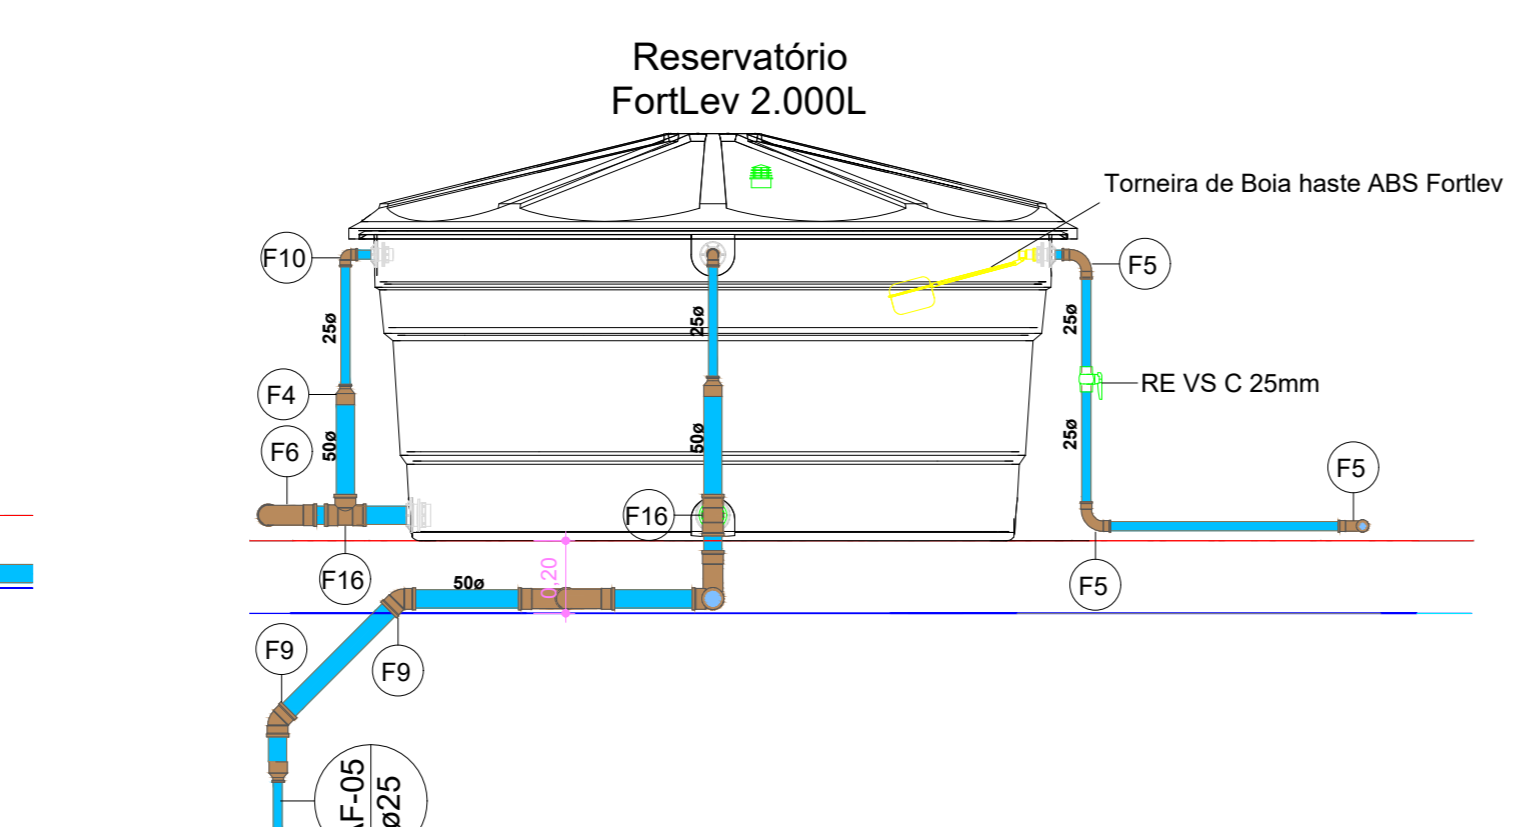 Reservatório
FortLev 2.000L
Torneira de Boia haste ABS Fortlev
F10
F5
25ø
25ø
25ø
RE VS C 25mm
F4
50ø
50ø
25ø
F6
F5
F16
F16
0,20
F5
50ø
F9
F9
AF-05
ø25